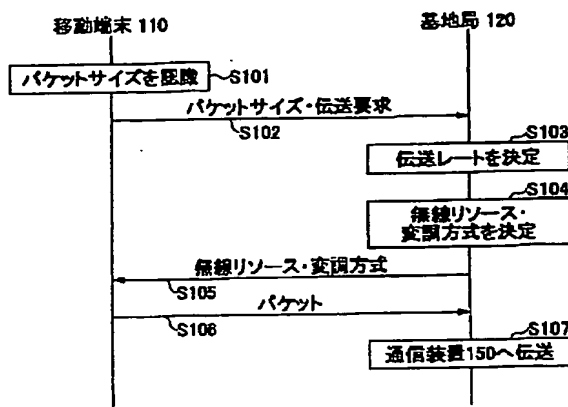 移動端末 110
基地局 120
パケットサイズを認識
S101
パケットサイズ・伝送要求
S102
S103
伝送レートを決定
S104
無線リソース・
変調方式を決定
無線リソース・変調方式
S105
パケット
S106
S107
通信装置150へ伝送